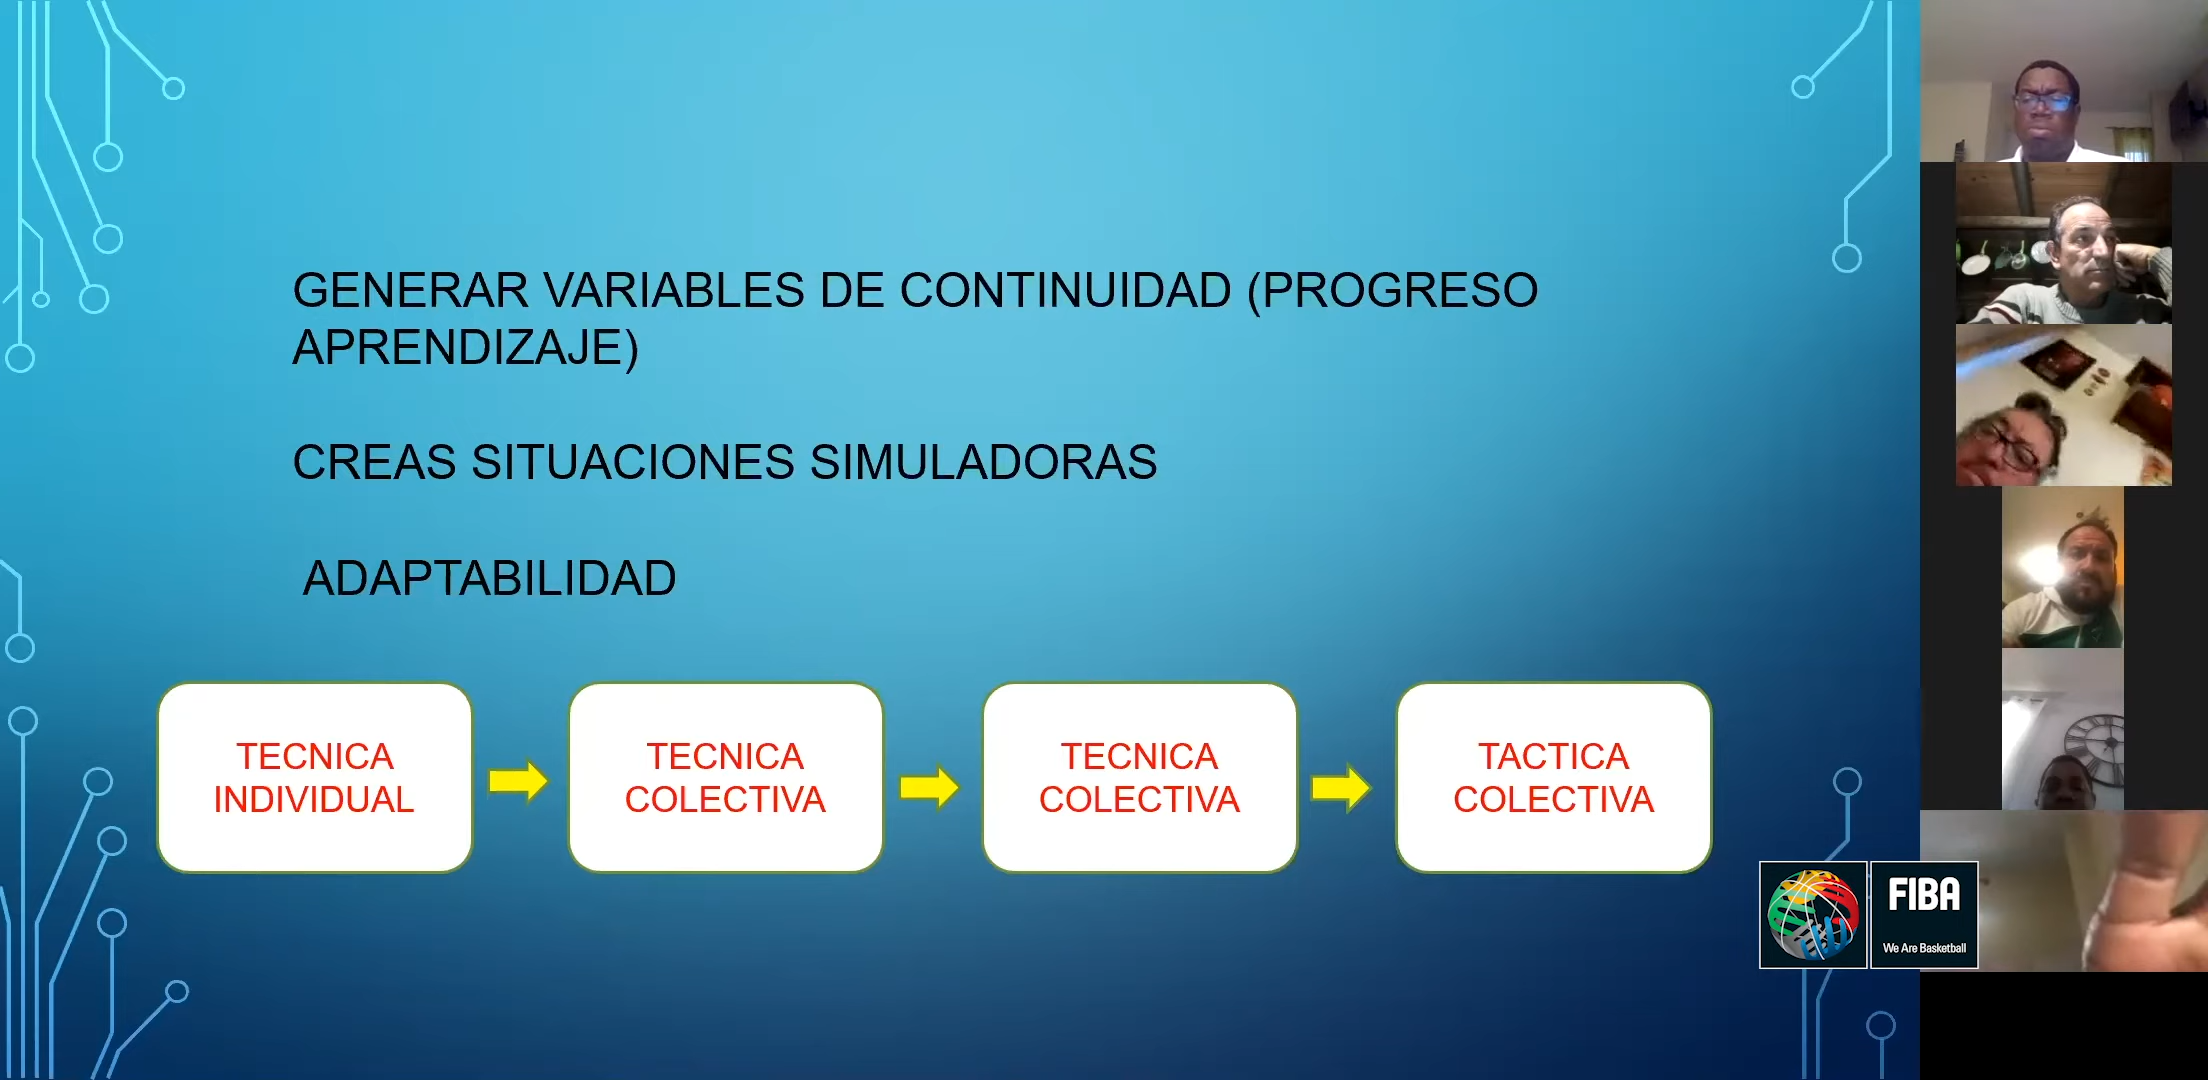 GENERAR VARIABLES DE CONTINUIDAD (PROGRESO
APRENDIZAJE)
CREAS SITUACIONES SIMULADORAS
ADAPTABILIDAD
TECNICA
INDIVIDUAL
TECNICA
COLECTIVA
TECNICA
COLECTIVA
TACTICA
COLECTIVA
FIBA
We Are Basketball